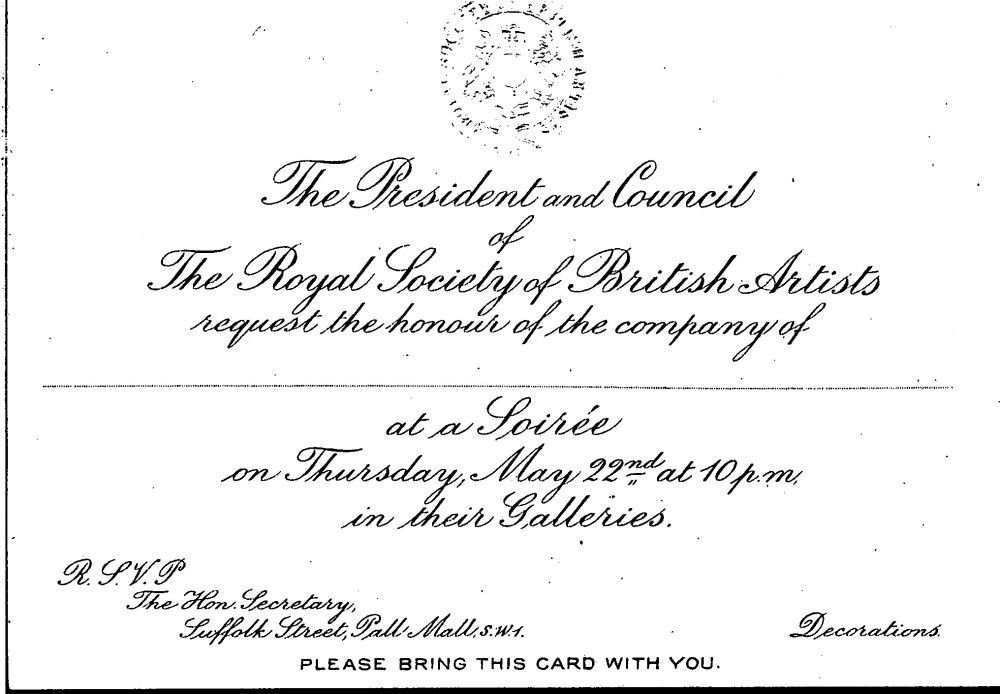 The President and Council
of
The Royal Society of British Artists
request the honour of the company of
at a Soirée
on Thursday, May 22nd at 10 p.m.
in their Galleries.
R.S.V.P
The Hon. Secretary,
Suffolk Street, Pall Mall, S.W.1.
Decorations.
PLEASE BRING THIS CARD WITH YOU.